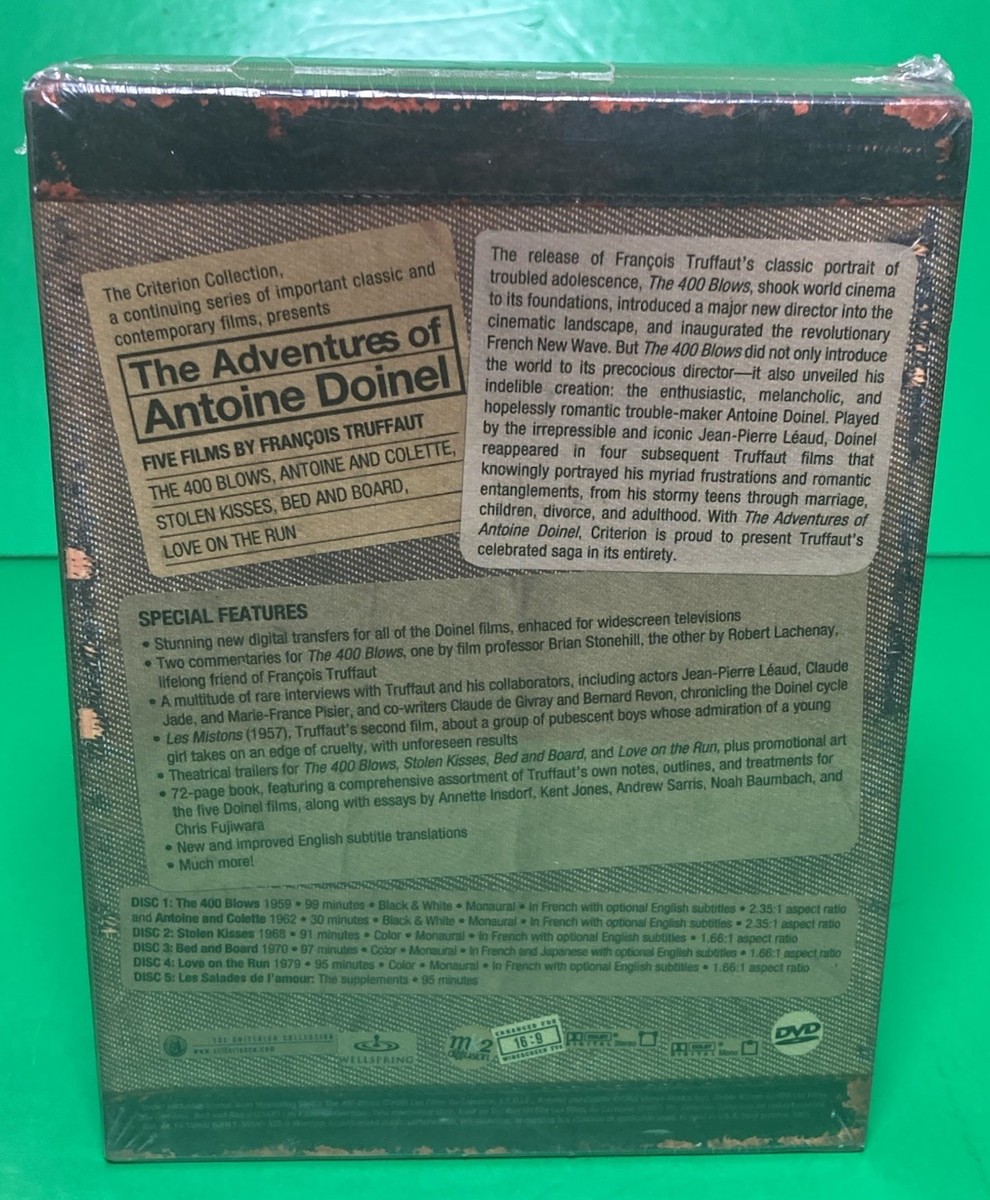 The Criterion Collection,
a continuing series of important classic and
contemporary films, presents
The Adventures of
Antoine Doinel
FIVE FILMS BY FRANÇOIS TRUFFAUT
THE 400 BLOWS, ANTOINE AND COLETTE,
STOLEN KISSES, BED AND BOARD,
LOVE ON THE RUN
The release of François Truffaut's classic portrait of
troubled adolescence, The 400 Blows, shook world cinema
to its foundations, introduced a major new director into the
cinematic landscape, and inaugurated the revolutionary
French New Wave. But The 400 Blows did not only introduce
the world to its precocious director—it also unveiled his
indelible creation: the enthusiastic, melancholic, and
hopelessly romantic trouble-maker Antoine Doinel. Played
by the irrepressible and iconic Jean-Pierre Léaud, Doinel
reappeared in four subsequent Truffaut films that
knowingly portrayed his myriad frustrations and romantic
entanglements, from his stormy teens through marriage,
children, divorce, and adulthood. With The Adventures of
Antoine Doinel, Criterion is proud to present Truffaut's
celebrated saga in its entirety.
SPECIAL FEATURES
• Stunning new digital transfers for all of the Doinel films, enhaced for widescreen televisions
• Two commentaries for The 400 Blows, one by film professor Brian Stonehill, the other by Robert Lachenay,
lifelong friend of François Truffaut
• A multitude of rare interviews with Truffaut and his collaborators, including actors Jean-Pierre Léaud, Claude
Jade, and Marie-France Pisier, and co-writers Claude de Givray and Bernard Revon, chronicling the Doinel cycle
• Les Mistons (1957), Truffaut's second film, about a group of pubescent boys whose admiration of a young
girl takes on an edge of cruelty, with unforeseen results
• Theatrical trailers for The 400 Blows, Stolen Kisses, Bed and Board, and Love on the Run, plus promotional art
• 72-page book, featuring a comprehensive assortment of Truffaut's own notes, outlines, and treatments for
the five Doinel films, along with essays by Annette Insdorf, Kent Jones, Andrew Sarris, Noah Baumbach, and
Chris Fujiwara
• New and improved English subtitle translations
• Much more!
DISC 1: The 400 Blows 1959 • 99 minutes • Black & White • Monaural • In French with optional English subtitles • 2.35:1 aspect ratio
and Antoine and Colette 1962 • 30 minutes • Black & White • Monaural • In French with optional English subtitles • 2.35:1 aspect ratio
DISC 2: Stolen Kisses 1968 • 91 minutes • Color • Monaural • In French with optional English subtitles • 1.66:1 aspect ratio
DISC 3: Bed and Board 1970 • 97 minutes • Color • Monaural • In French and Japanese with optional English subtitles • 1.66:1 aspect ratio
DISC 4: Love on the Run 1979 • 95 minutes • Color • Monaural • In French with optional English subtitles • 1.66:1 aspect ratio
DISC 5: Les Salades de l'amour: The supplements • 95 minutes
THE CRITERION COLLECTION
www.criterionco.com
WELLSPRING
mk2
diffusion
ENHANCED FOR
16:9
WIDESCREEN TVS
DOLBY
DIGITAL Stereo
DOLBY
DIGITAL Mono
DVD